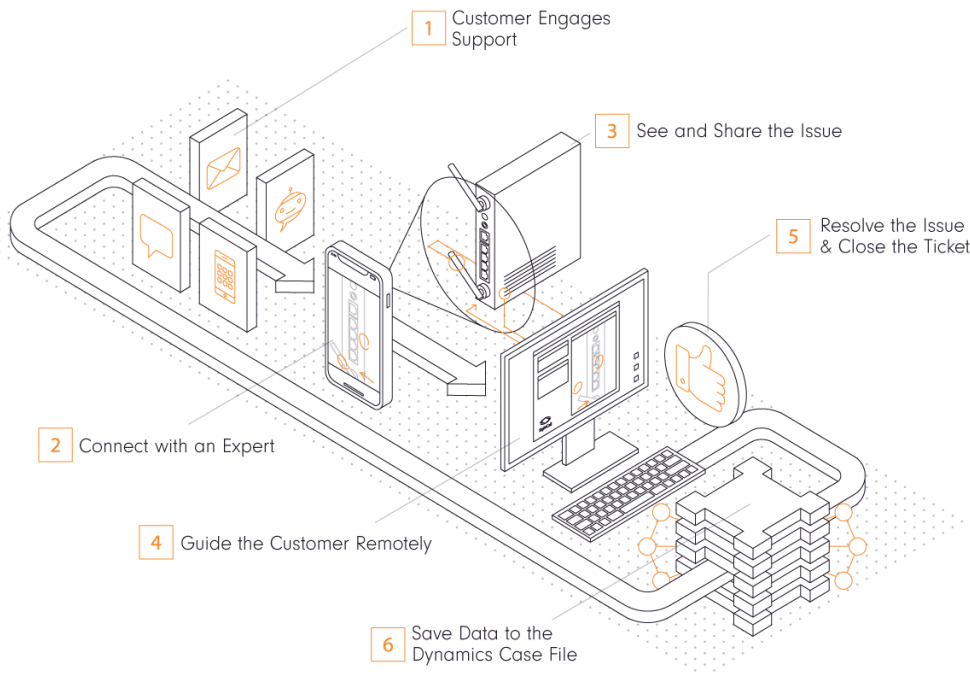 1
Customer Engages
Support
3
See and Share the Issue
5
Resolve the Issue
& Close the Ticket
2
Connect with an Expert
4
Guide the Customer Remotely
6
Save Data to the
Dynamics Case File